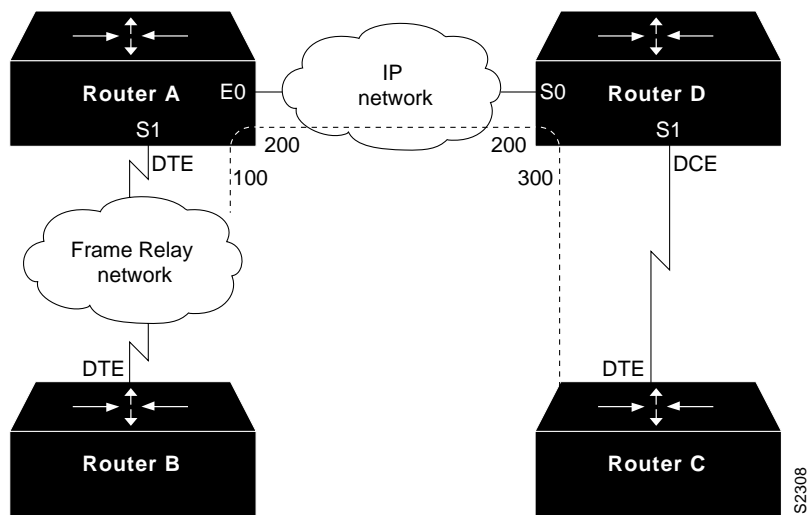 Router A
E0
S1
IP
network
S0
Router D
S1
200
200
DTE
100
300
DCE
Frame Relay
network
DTE
DTE
Router B
Router C
S2308